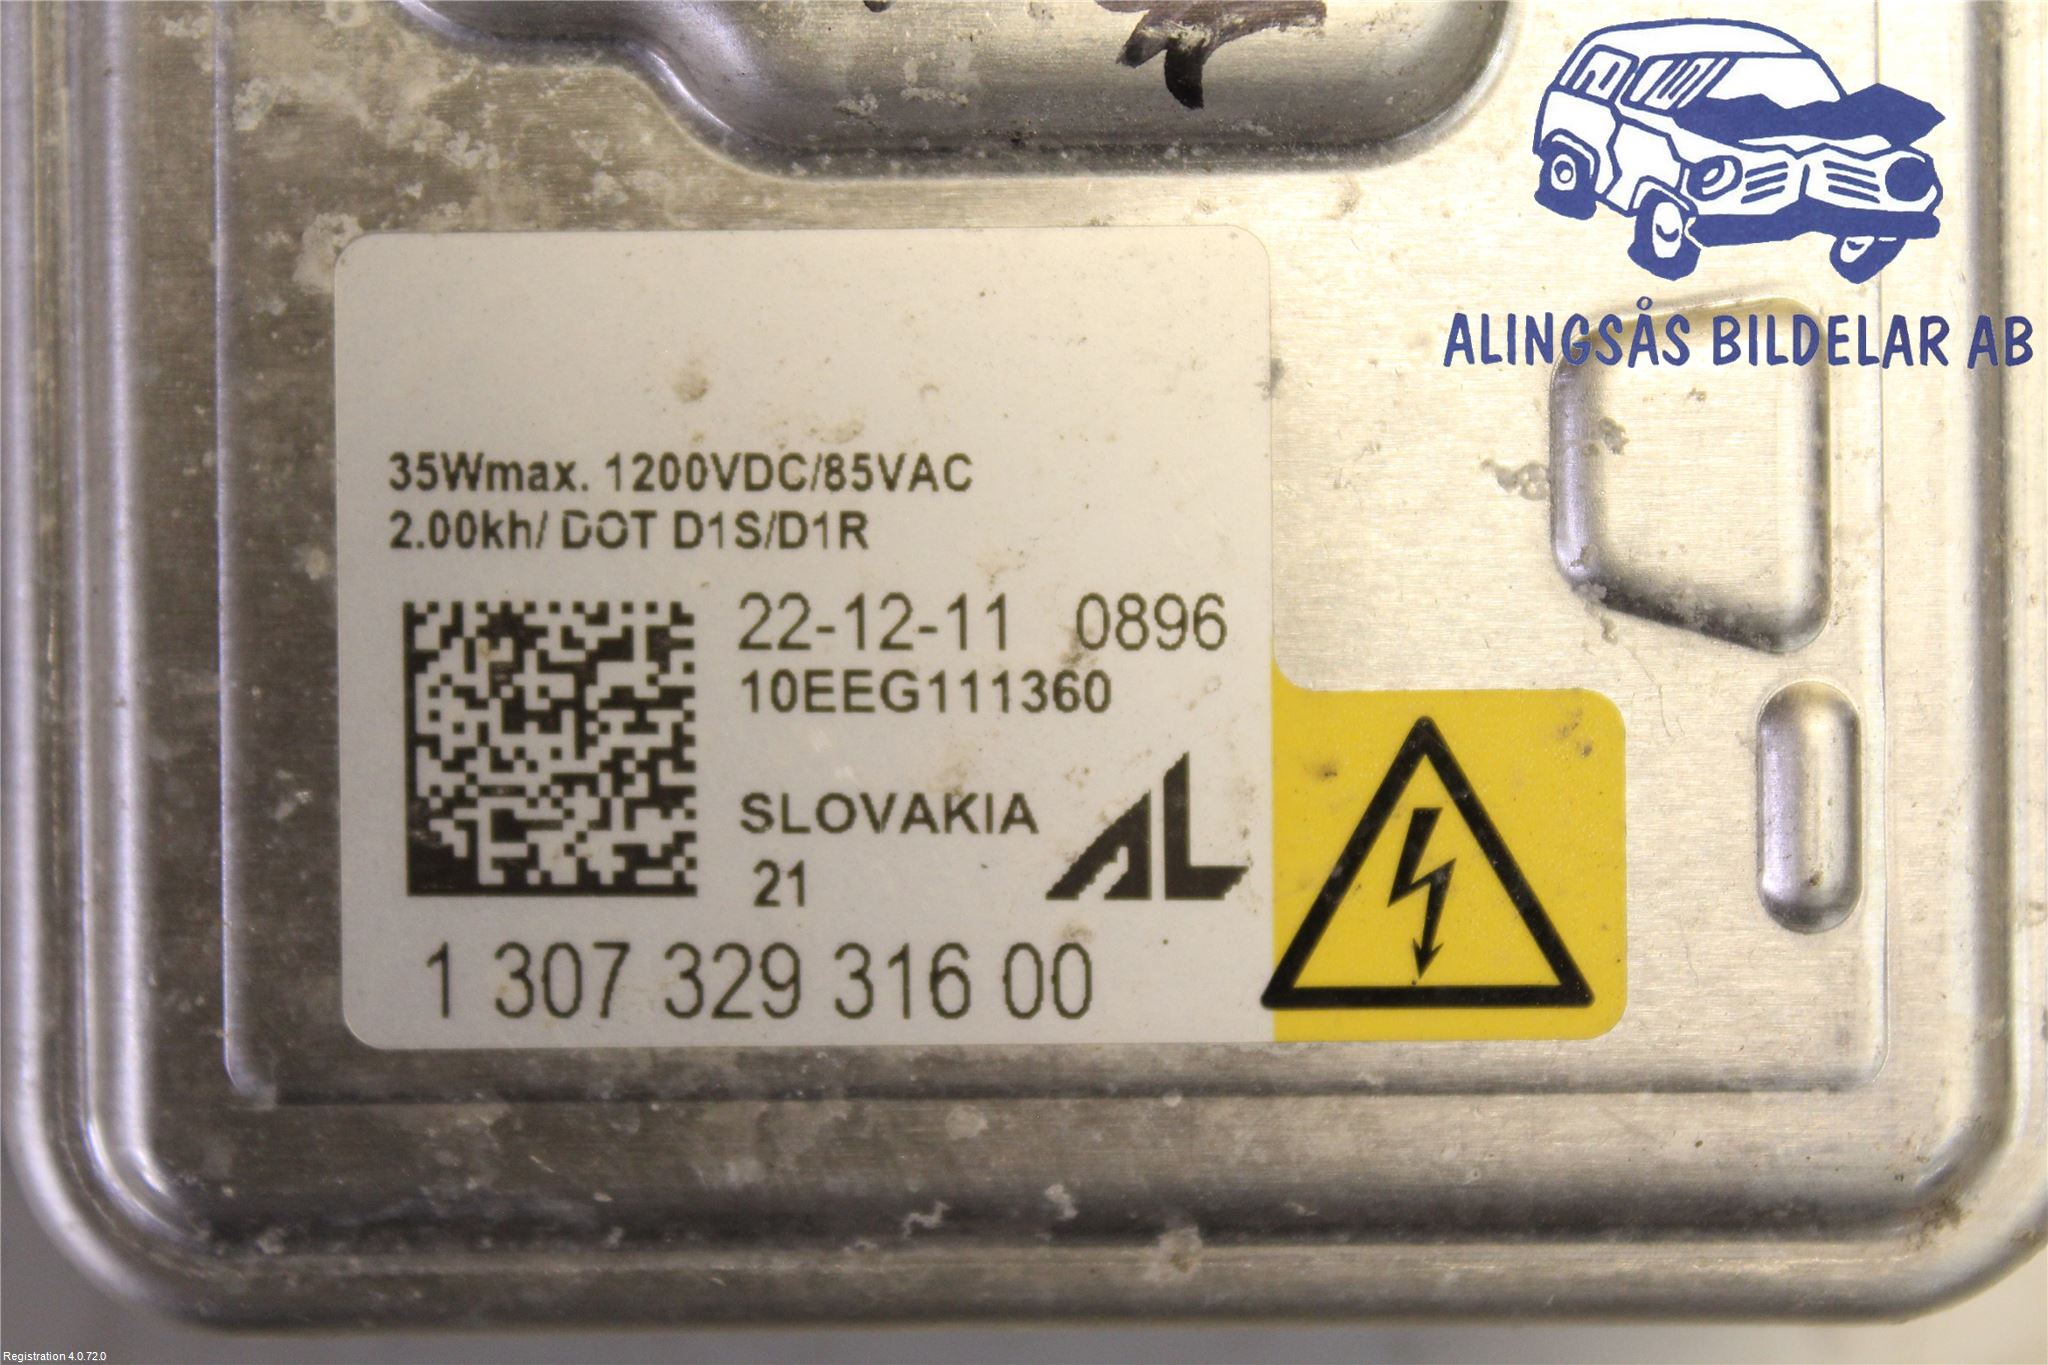 ALINGSÅS BILDELAR AB
35Wmax. 1200VDC/85VAC
2.00kh/ DOT D1S/D1R
22-12-11 0896
10EEG111360
SLOVAKIA
AL
21
1 307 329 316 00
Registration 4.0.72.0